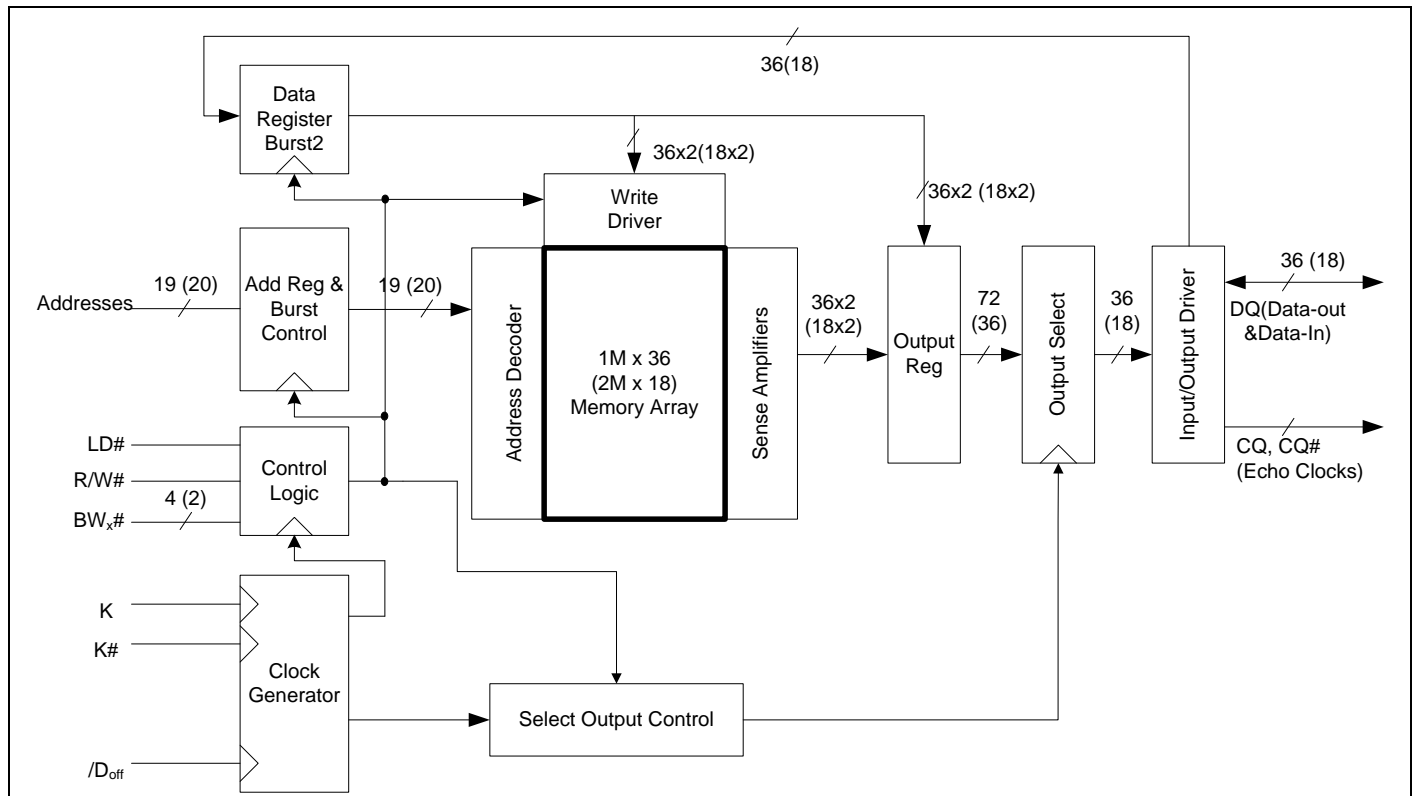 36(18)
Data
Register
Burst2
36x2(18x2)
36x2 (18x2)
Write
Driver
Addresses
19 (20)
Add Reg &
Burst
Control
19 (20)
Address Decoder
1M x 36
(2M x 18)
Memory Array
Sense Amplifiers
36x2
(18x2)
Output
Reg
72
(36)
Output Select
36
(18)
Input/Output Driver
36 (18)
DQ(Data-out
&Data-In)
CQ, CQ#
(Echo Clocks)
LD#
R/W#
BWx#
4 (2)
Control
Logic
K
K#
/Doff
Clock
Generator
Select Output Control